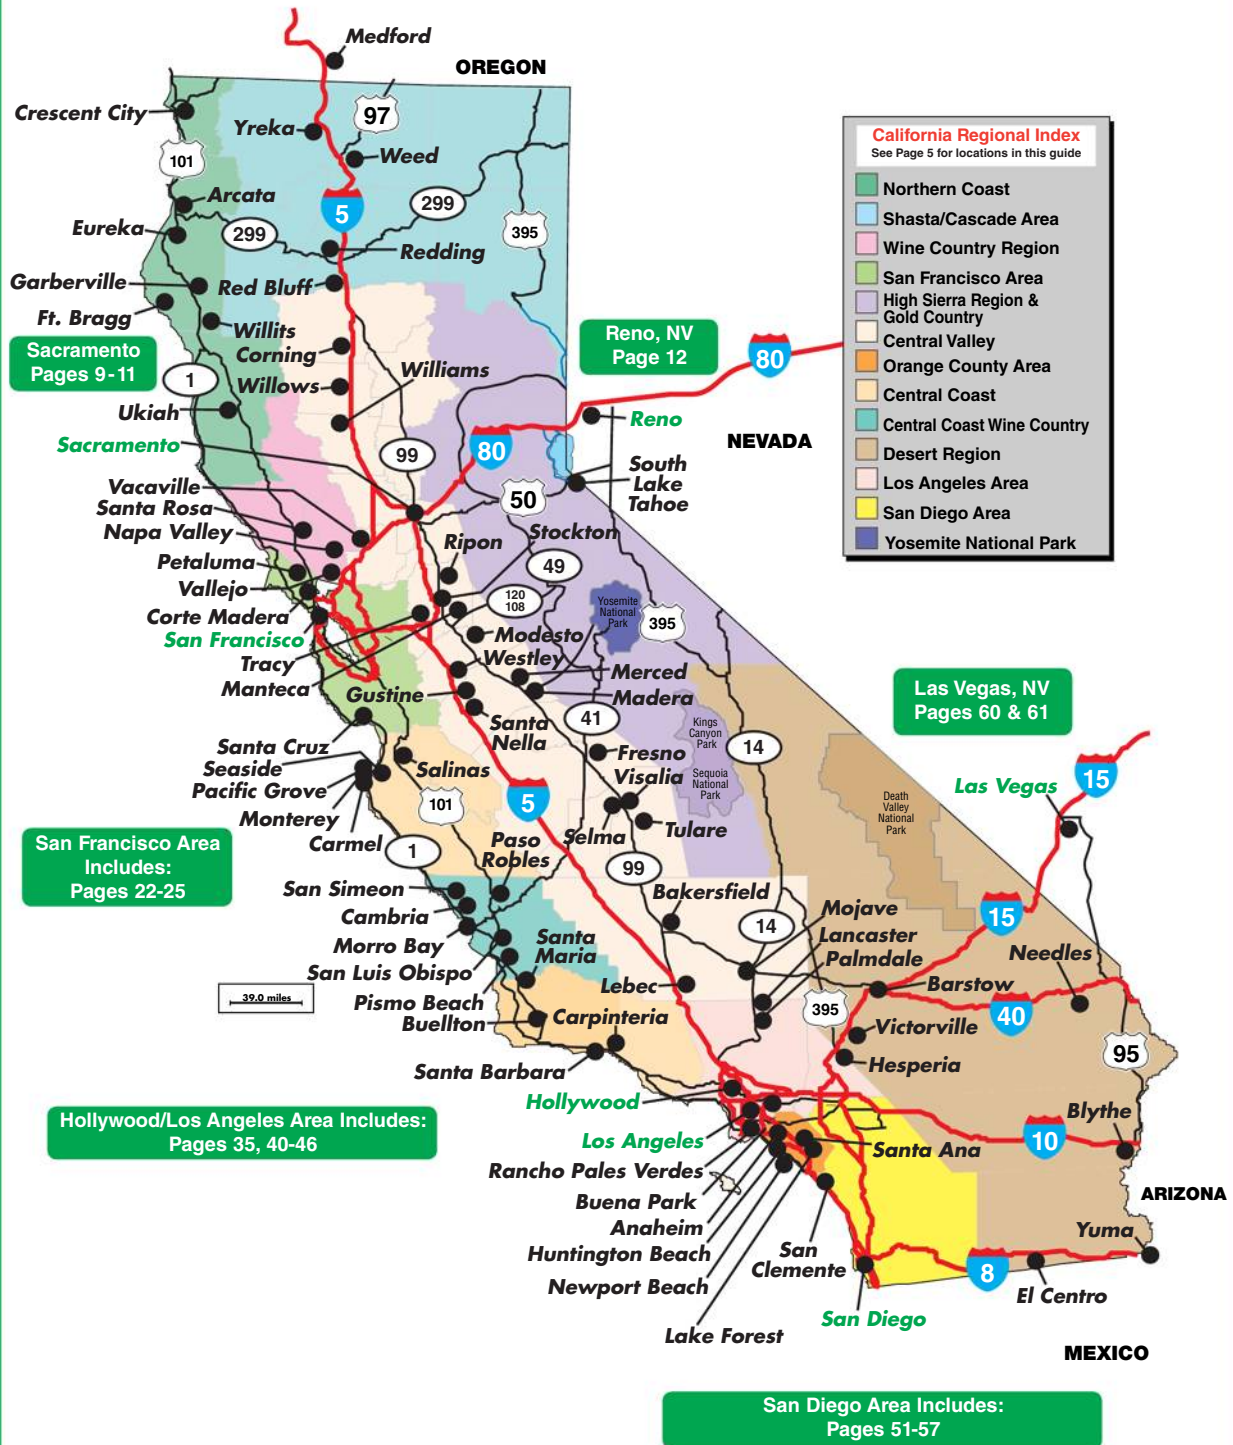 Medford
OREGON
Crescent City
97
California Regional Index
See Page 5 for locations in this guide
Yreka
101
Weed
Northern Coast
Arcata
299
5
Shasta/Cascade Area
Eureka
299
395
Wine Country Region
Redding
San Francisco Area
Garberville
Red Bluff
High Sierra Region &
Gold Country
Ft. Bragg
Willits
Central Valley
Sacramento
Pages 9-11
Corning
Reno, NV
Page 12
80
Orange County Area
1
Willows
Williams
Central Coast
Ukiah
Reno
Central Coast Wine Country
Sacramento
99
80
NEVADA
Desert Region
South
Lake
Tahoe
Los Angeles Area
Vacaville
50
San Diego Area
Santa Rosa
Napa Valley
Stockton
Yosemite National Park
Ripon
Petaluma
49
Vallejo
120
108
Yosemite
National
Park
Corte Madera
395
San Francisco
Modesto
Tracy
Westley
Merced
Manteca
Madera
Las Vegas, NV
Pages 60 & 61
Gustine
41
Santa
Nella
Kings
Canyon
Park
14
Santa Cruz
Fresno
Seaside
Salinas
Visalia
Sequoia
National
Park
15
Pacific Grove
101
5
Las Vegas
Monterey
Death
Valley
National
Park
Carmel
Selma
Tulare
San Francisco Area
Includes:
Pages 22-25
1
Paso
Robles
99
San Simeon
Bakersfield
Cambria
14
Mojave
15
Morro Bay
Santa
Maria
Lancaster
Needles
San Luis Obispo
Palmdale
39.0 miles
Pismo Beach
Lebec
Barstow
Buellton
Carpinteria
395
40
Victorville
Santa Barbara
Hesperia
95
Hollywood
Blythe
Hollywood/Los Angeles Area Includes:
Pages 35, 40-46
Los Angeles
Santa Ana
10
Rancho Pales Verdes
Buena Park
ARIZONA
Anaheim
Yuma
Huntington Beach
San
Clemente
Newport Beach
8
El Centro
San Diego
Lake Forest
MEXICO
San Diego Area Includes:
Pages 51-57